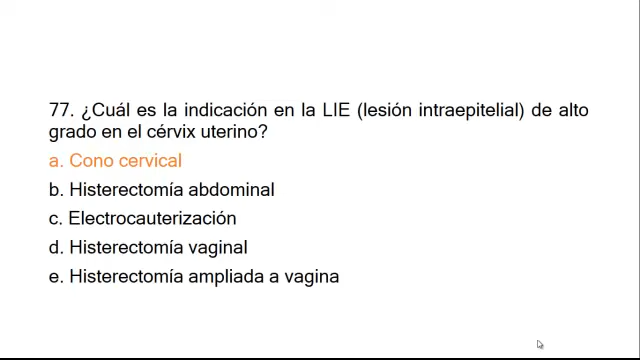 77. ¿Cuál es la indicación en la LIE (lesión intraepitelial) de alto
grado en el cérvix uterino?
a. Cono cervical
b. Histerectomía abdominal
c. Electrocauterización
d. Histerectomía vaginal
e. Histerectomía ampliada a vagina